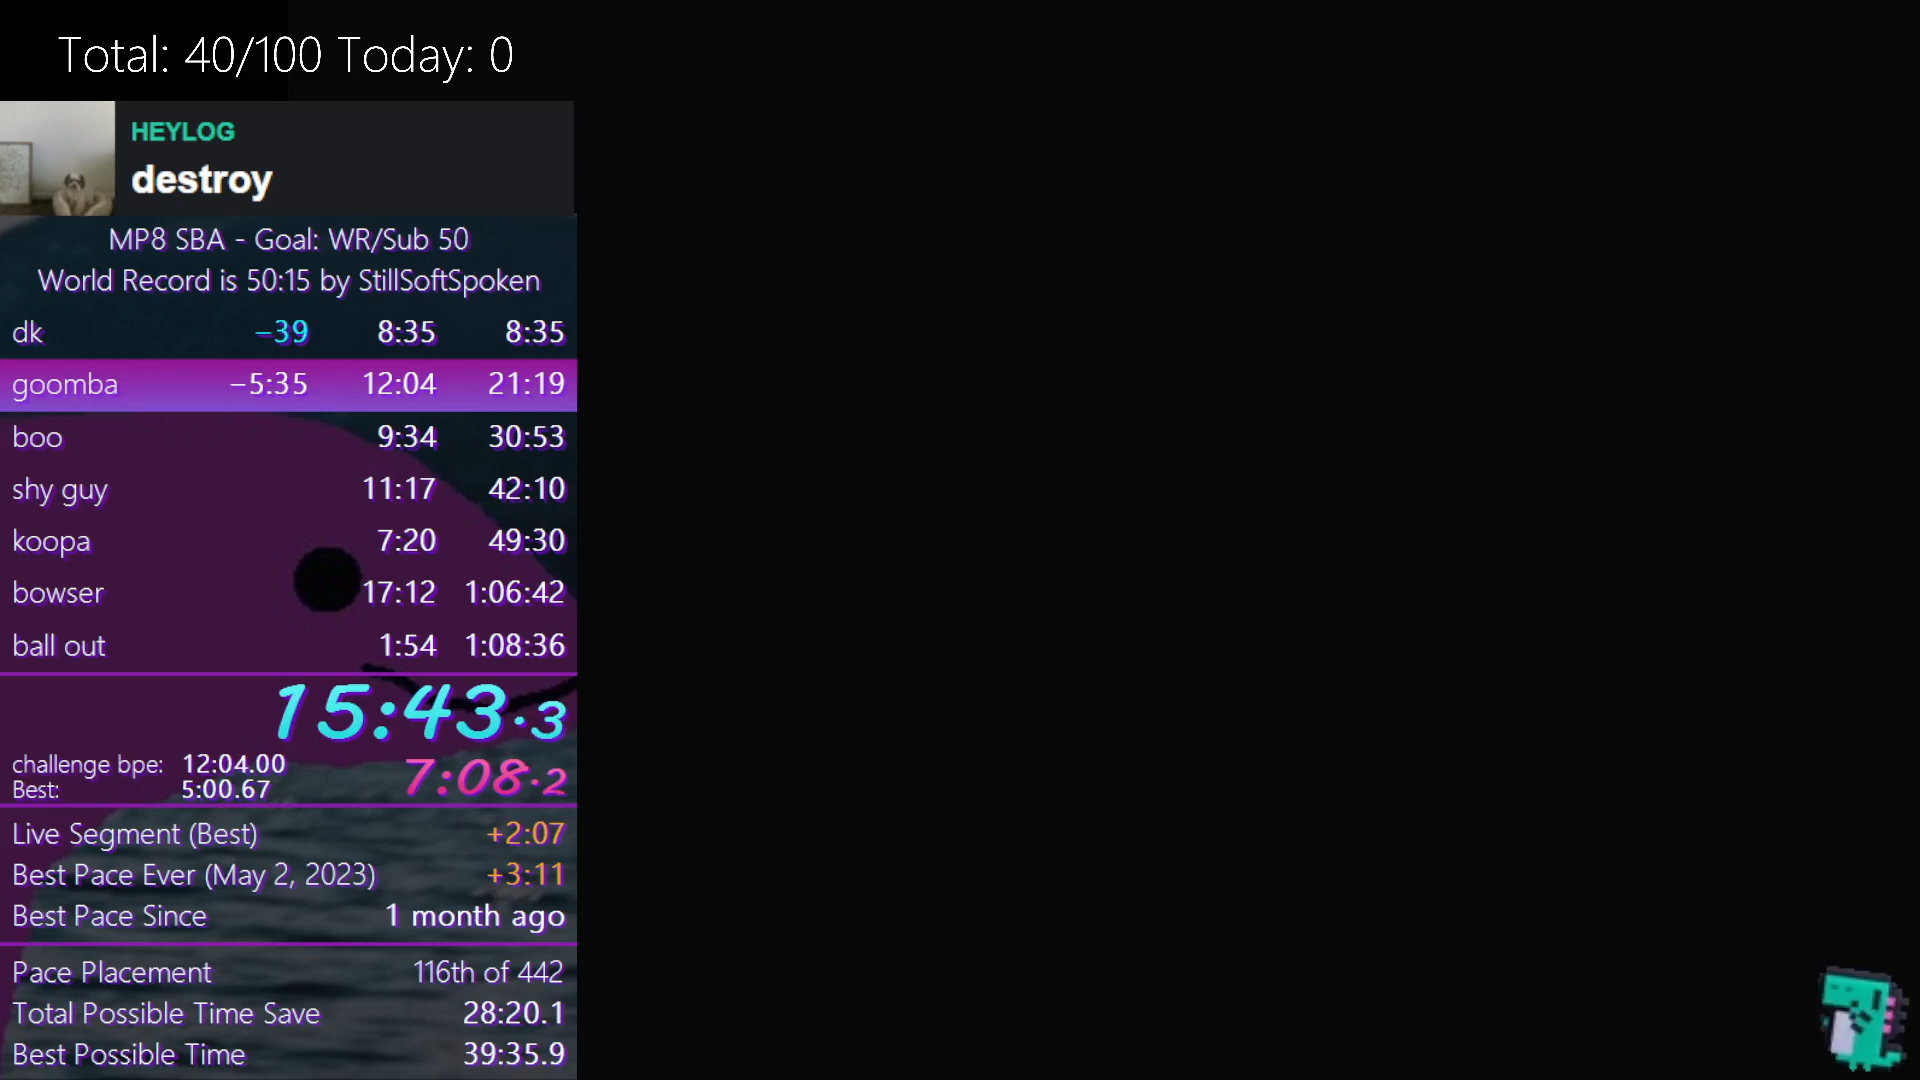 Total: 40/100 Today: 0
HEYLOG
destroy
MP8 SBA - Goal: WR/Sub 50
World Record is 50:15 by StillSoftSpoken
dk −39 8:35 8:35
goomba −5:35 12:04 21:19
boo 9:34 30:53
shy guy 11:17 42:10
koopa 7:20 49:30
bowser 17:12 1:06:42
ball out 1:54 1:08:36
15:43.3
challenge bpe: 12:04.00
Best: 5:00.67
7:08.2
Live Segment (Best) +2:07
Best Pace Ever (May 2, 2023) +3:11
Best Pace Since 1 month ago
Pace Placement 116th of 442
Total Possible Time Save 28:20.1
Best Possible Time 39:35.9